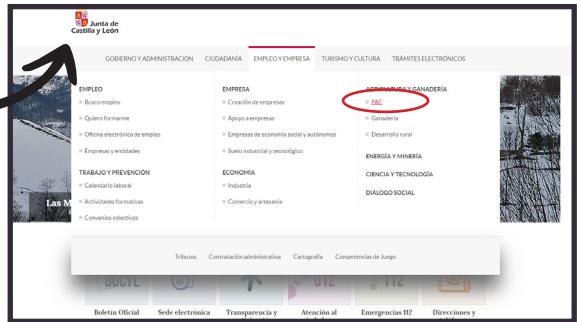 Junta de
Castilla y León
GOBIERNO Y ADMINISTRACIÓN CIUDADANÍA EMPLEO Y EMPRESA TURISMO Y CULTURA TRÁMITES ELECTRÓNICOS
EMPLEO
Busco empleo
Quiero formarme
Oficina electrónica de empleo
Empresas y entidades
TRABAJO Y PREVENCIÓN
Calendario laboral
Actividades formativas
Convenios colectivos
EMPRESA
Creación de empresas
Apoyo a empresas
Empresas de economía social y autónomos
Suelo industrial y tecnológico
ECONOMÍA
Industria
Comercio y artesanía
AGRICULTURA Y GANADERÍA
PAC
Ganadería
Desarrollo rural
ENERGÍA Y MINERÍA
CIENCIA Y TECNOLOGÍA
DIÁLOGO SOCIAL
Las M
Tributos Contratación administrativa Cartografía Competencias de Juego
BOCYL 012 112
Boletín Oficial Sede electrónica Transparencia y Atención al Emergencias 112 Direcciones y